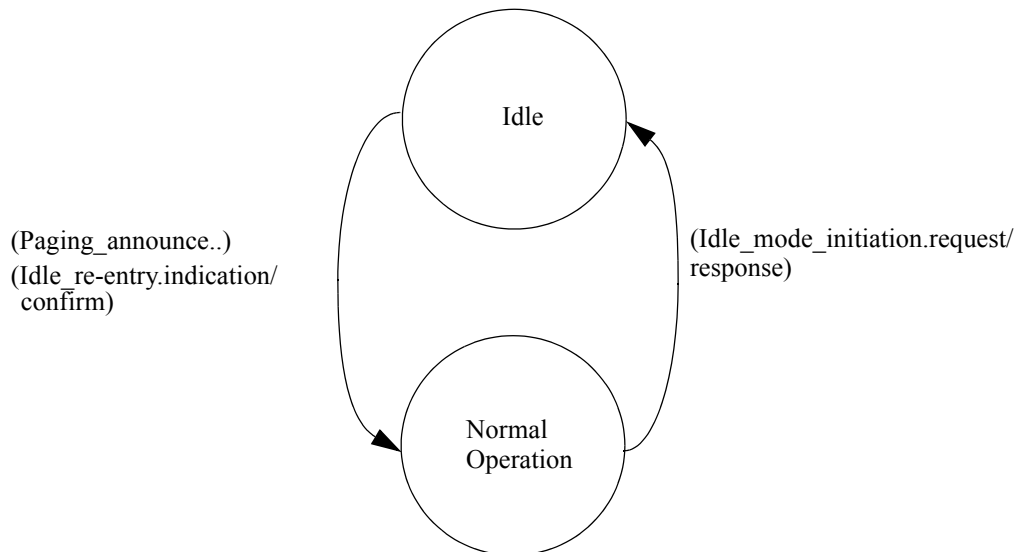 Idle
(Paging_announce..)
(Idle_re-entry.indication/
confirm)
(Idle_mode_initiation.request/
response)
Normal
Operation